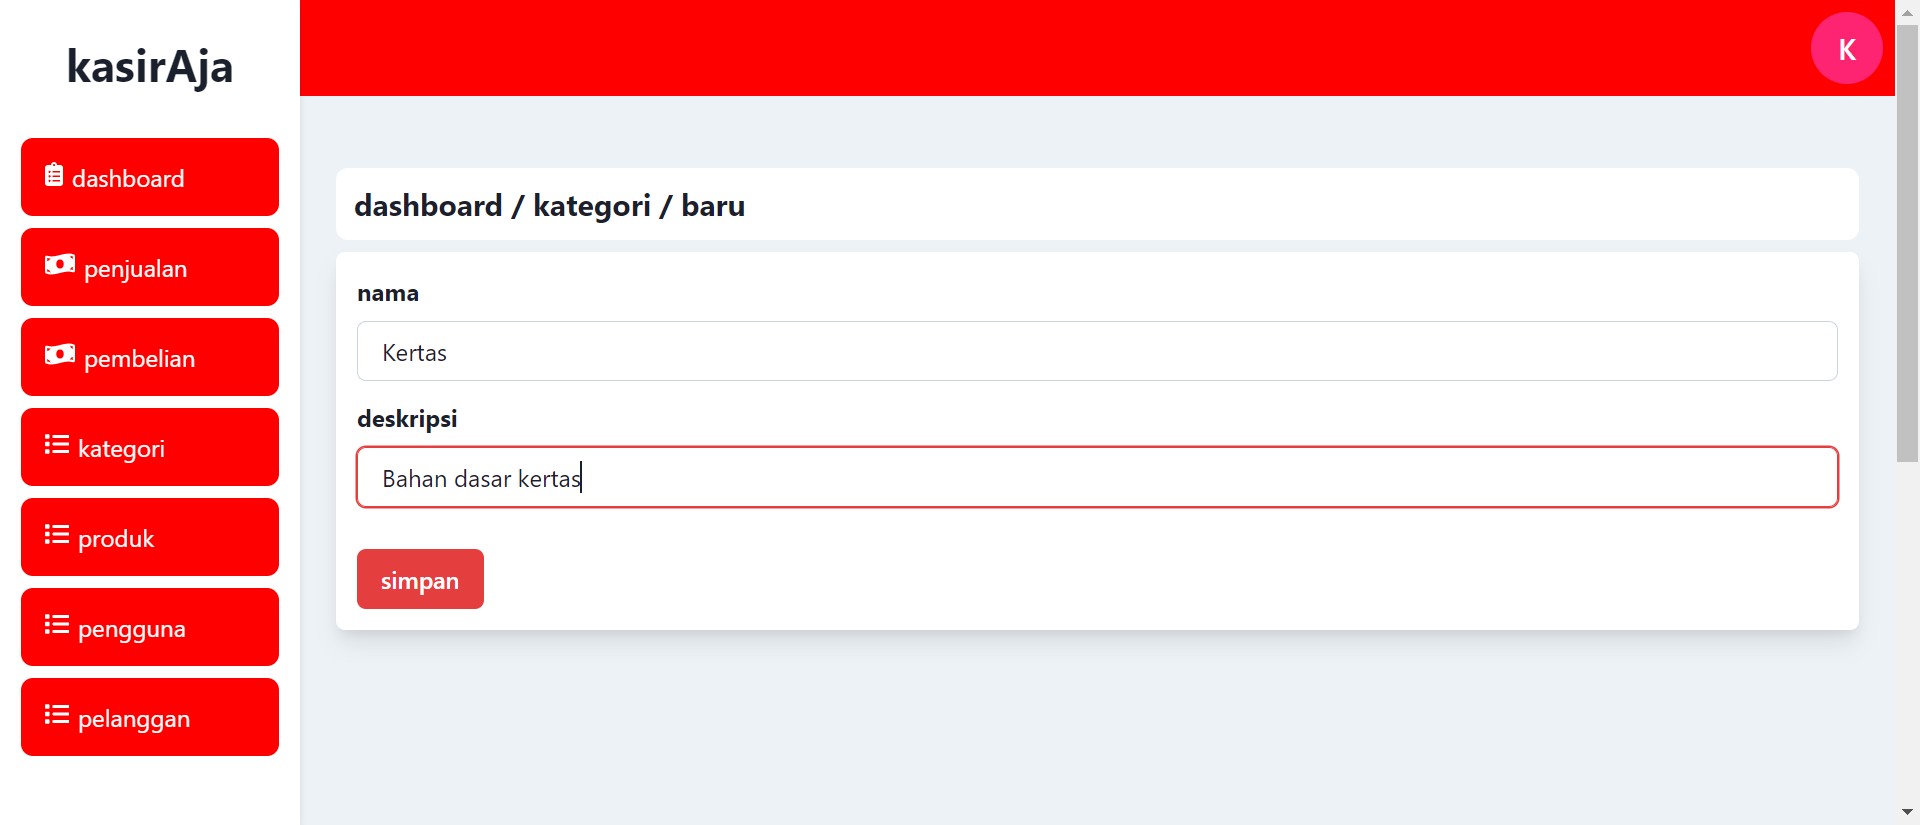 kasirAja
dashboard
penjualan
pembelian
kategori
produk
pengguna
pelanggan
K
dashboard / kategori / baru
nama
Kertas
deskripsi
Bahan dasar kertas
simpan